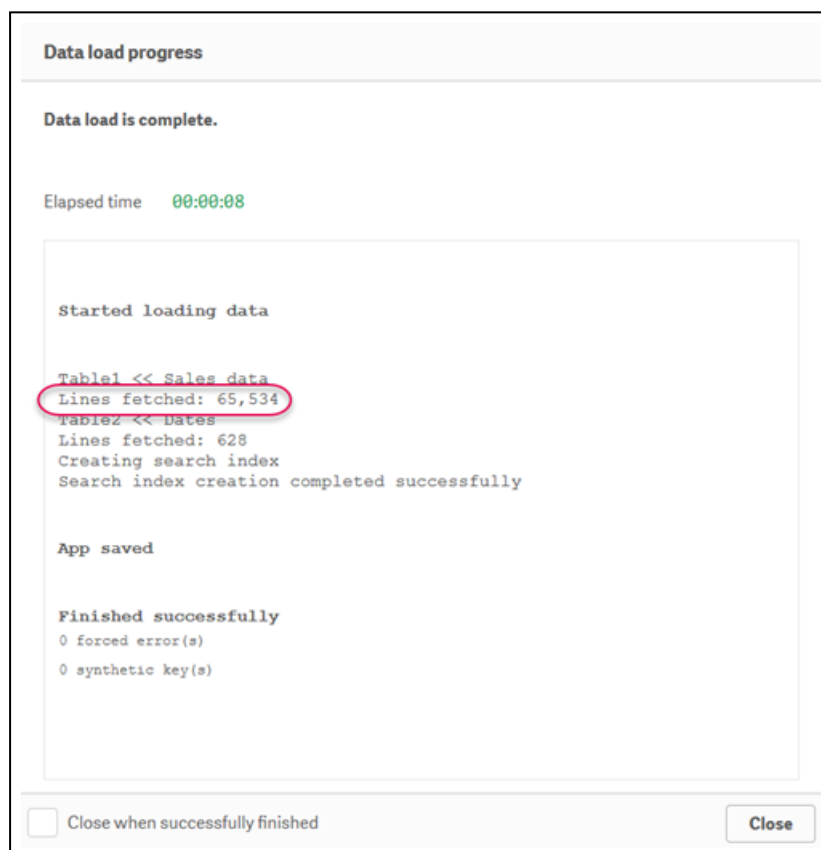 Data load progress
Data load is complete.
Elapsed time 00:00:08
Started loading data
Table1 << Sales data
Lines fetched: 65,534
Table2 << Dates
Lines fetched: 628
Creating search index
Search index creation completed successfully
App saved
Finished successfully
0 forced error(s)
0 synthetic key(s)
Close when successfully finished
Close